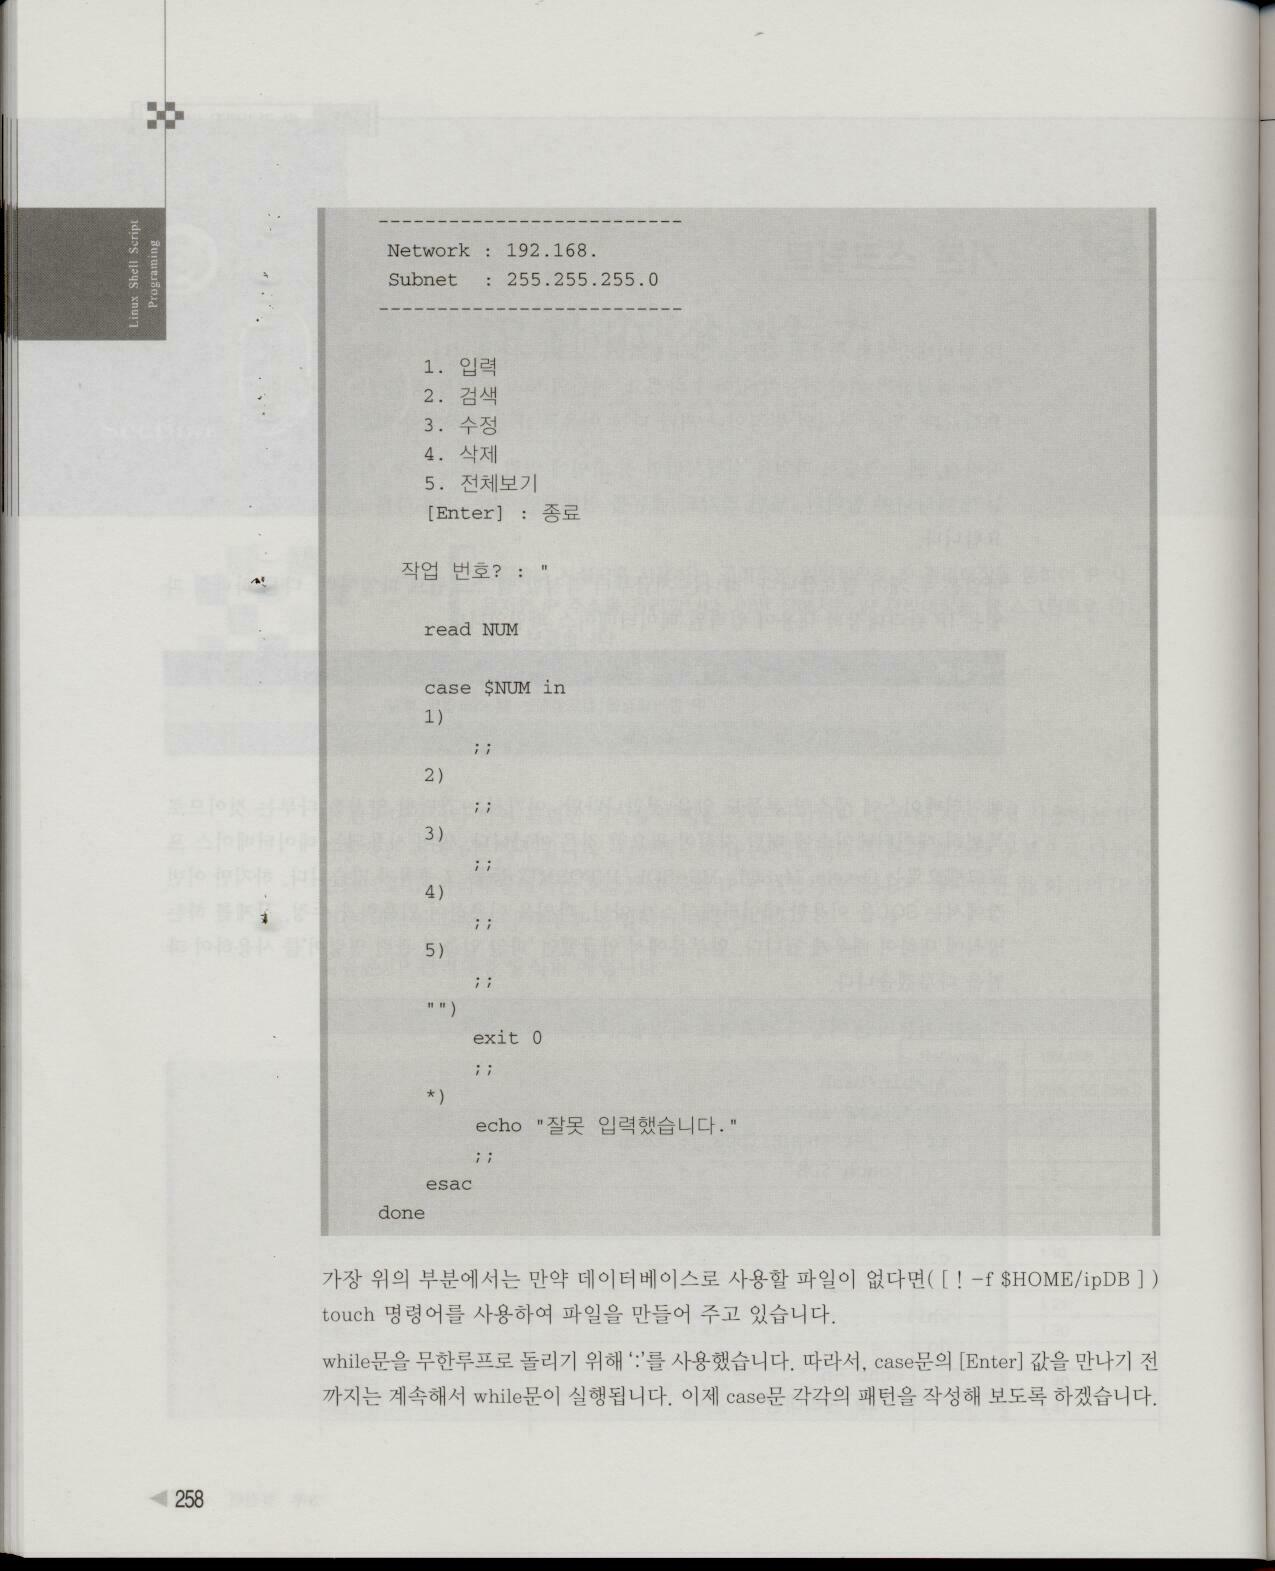 Linux Shell Script
Programing
--------------------------
Network : 192.168.
Subnet  : 255.255.255.0
--------------------------
1. 입력
2. 검색
3. 수정
4. 삭제
5. 전체보기
[Enter] : 종료
작업 번호? : "
read NUM
case $NUM in
1)
;;
2)
;;
3)
;;
4)
;;
5)
;;
"")
exit 0
;;
*)
echo "잘못 입력했습니다."
;;
esac
done
가장 위의 부분에서는 만약 데이터베이스로 사용할 파일이 없다면( [ ! -f $HOME/ipDB ] )
touch 명령어를 사용하여 파일을 만들어 주고 있습니다.
while문을 무한루프로 돌리기 위해 ':'를 사용했습니다. 따라서, case문의 [Enter] 값을 만나기 전
까지는 계속해서 while문이 실행됩니다. 이제 case문 각각의 패턴을 작성해 보도록 하겠습니다.
258